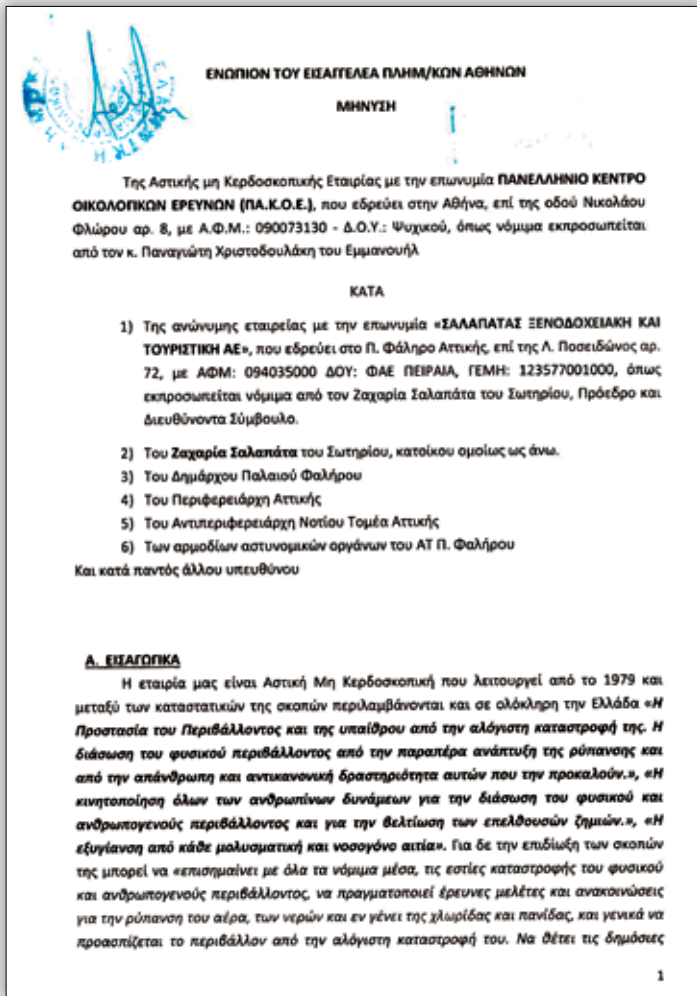 ΕΝΩΠΙΟΝ ΤΟΥ ΕΙΣΑΓΓΕΛΕΑ ΠΛΗΜ/ΚΩΝ ΑΘΗΝΩΝ
ΜΗΝΥΣΗ
Της Αστικής μη Κερδοσκοπικής Εταιρίας με την επωνυμία ΠΑΝΕΛΛΗΝΙΟ ΚΕΝΤΡΟ
ΟΙΚΟΛΟΓΙΚΩΝ ΕΡΕΥΝΩΝ (ΠΑ.Κ.Ο.Ε.), που εδρεύει στην Αθήνα, επί της οδού Νικολάου
Φλώρου αρ. 8, με Α.Φ.Μ.: 090073130 - Δ.Ο.Υ.: Ψυχικού, όπως νόμιμα εκπροσωπείται
από τον κ. Παναγιώτη Χριστοδουλάκη του Εμμανουήλ
ΚΑΤΑ
1) Της ανώνυμης εταιρείας με την επωνυμία «ΣΑΛΑΠΑΤΑΣ ΞΕΝΟΔΟΧΕΙΑΚΗ ΚΑΙ
ΤΟΥΡΙΣΤΙΚΗ ΑΕ», που εδρεύει στο Π. Φάληρο Αττικής, επί της Λ. Ποσειδώνος αρ.
72, με ΑΦΜ: 094035000 ΔΟΥ: ΦΑΕ ΠΕΙΡΑΙΑ, ΓΕΜΗ: 123577001000, όπως
εκπροσωπείται νόμιμα από τον Ζαχαρία Σαλαπάτα του Σωτηρίου, Πρόεδρο και
Διευθύνοντα Σύμβουλο.
2) Του Ζαχαρία Σαλαπάτα του Σωτηρίου, κατοίκου ομοίως ως άνω.
3) Του Δημάρχου Παλαιού Φαλήρου
4) Του Περιφερειάρχη Αττικής
5) Του Αντιπεριφερειάρχη Νοτίου Τομέα Αττικής
6) Των αρμοδίων αστυνομικών οργάνων του ΑΤ Π. Φαλήρου
Και κατά παντός άλλου υπευθύνου
Α. ΕΙΣΑΓΩΓΙΚΑ
Η εταιρία μας είναι Αστική Μη Κερδοσκοπική που λειτουργεί από το 1979 και
μεταξύ των καταστατικών της σκοπών περιλαμβάνονται και σε ολόκληρη την Ελλάδα «Η
Προστασία του Περιβάλλοντος και της υπαίθρου από την αλόγιστη καταστροφή της. Η
διάσωση του φυσικού περιβάλλοντος από την παραπέρα ανάπτυξη της ρύπανσης και
από την απάνθρωπη και αντικανονική δραστηριότητα αυτών που την προκαλούν.», «Η
κινητοποίηση όλων των ανθρωπίνων δυνάμεων για την διάσωση του φυσικού και
ανθρωπογενούς περιβάλλοντος και για την βελτίωση των επελθουσών ζημιών.», «Η
εξυγίανση από κάθε μολυσματική και νοσογόνο αιτία». Για δε την επιδίωξη των σκοπών
της μπορεί να «επισημαίνει με όλα τα νόμιμα μέσα, τις εστίες καταστροφής του φυσικού
και ανθρωπογενούς περιβάλλοντος, να πραγματοποιεί έρευνες μελέτες και ανακοινώσεις
για την ρύπανση του αέρα, των νερών και εν γένει της χλωρίδας και πανίδας, και γενικά να
προασπίζεται το περιβάλλον από την αλόγιστη καταστροφή του. Να θέτει τις δημόσιες
1